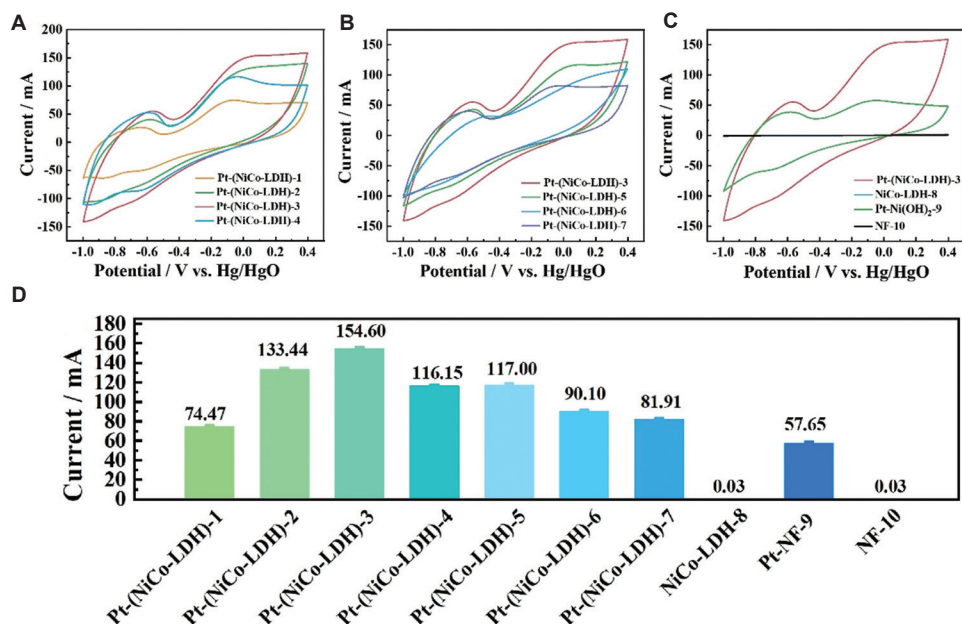 A
Current / mA
200
150
100
50
0
-50
-100
-150
-1.0 -0.8 -0.6 -0.4 -0.2 0.0 0.2 0.4
Potential / V vs. Hg/HgO
Pt-(NiCo-LDH)-1
Pt-(NiCo-LDH)-2
Pt-(NiCo-LDH)-3
Pt-(NiCo-LDH)-4
B
Current / mA
150
100
50
0
-50
-100
-150
-1.0 -0.8 -0.6 -0.4 -0.2 0.0 0.2 0.4
Potential / V vs. Hg/HgO
Pt-(NiCo-LDH)-3
Pt-(NiCo-LDH)-5
Pt-(NiCo-LDH)-6
Pt-(NiCo-LDH)-7
C
Current / mA
150
100
50
0
-50
-100
-150
-1.0 -0.8 -0.6 -0.4 -0.2 0.0 0.2 0.4
Potential / V vs. Hg/HgO
Pt-(NiCo-LDH)-3
NiCo-LDH-8
Pt-Ni(OH)₂-9
NF-10
D
Current / mA
180
160
140
120
100
80
60
40
20
0
74.47
133.44
154.60
116.15
117.00
90.10
81.91
0.03
57.65
0.03
Pt-(NiCo-LDH)-1
Pt-(NiCo-LDH)-2
Pt-(NiCo-LDH)-3
Pt-(NiCo-LDH)-4
Pt-(NiCo-LDH)-5
Pt-(NiCo-LDH)-6
Pt-(NiCo-LDH)-7
NiCo-LDH-8
Pt-NF-9
NF-10